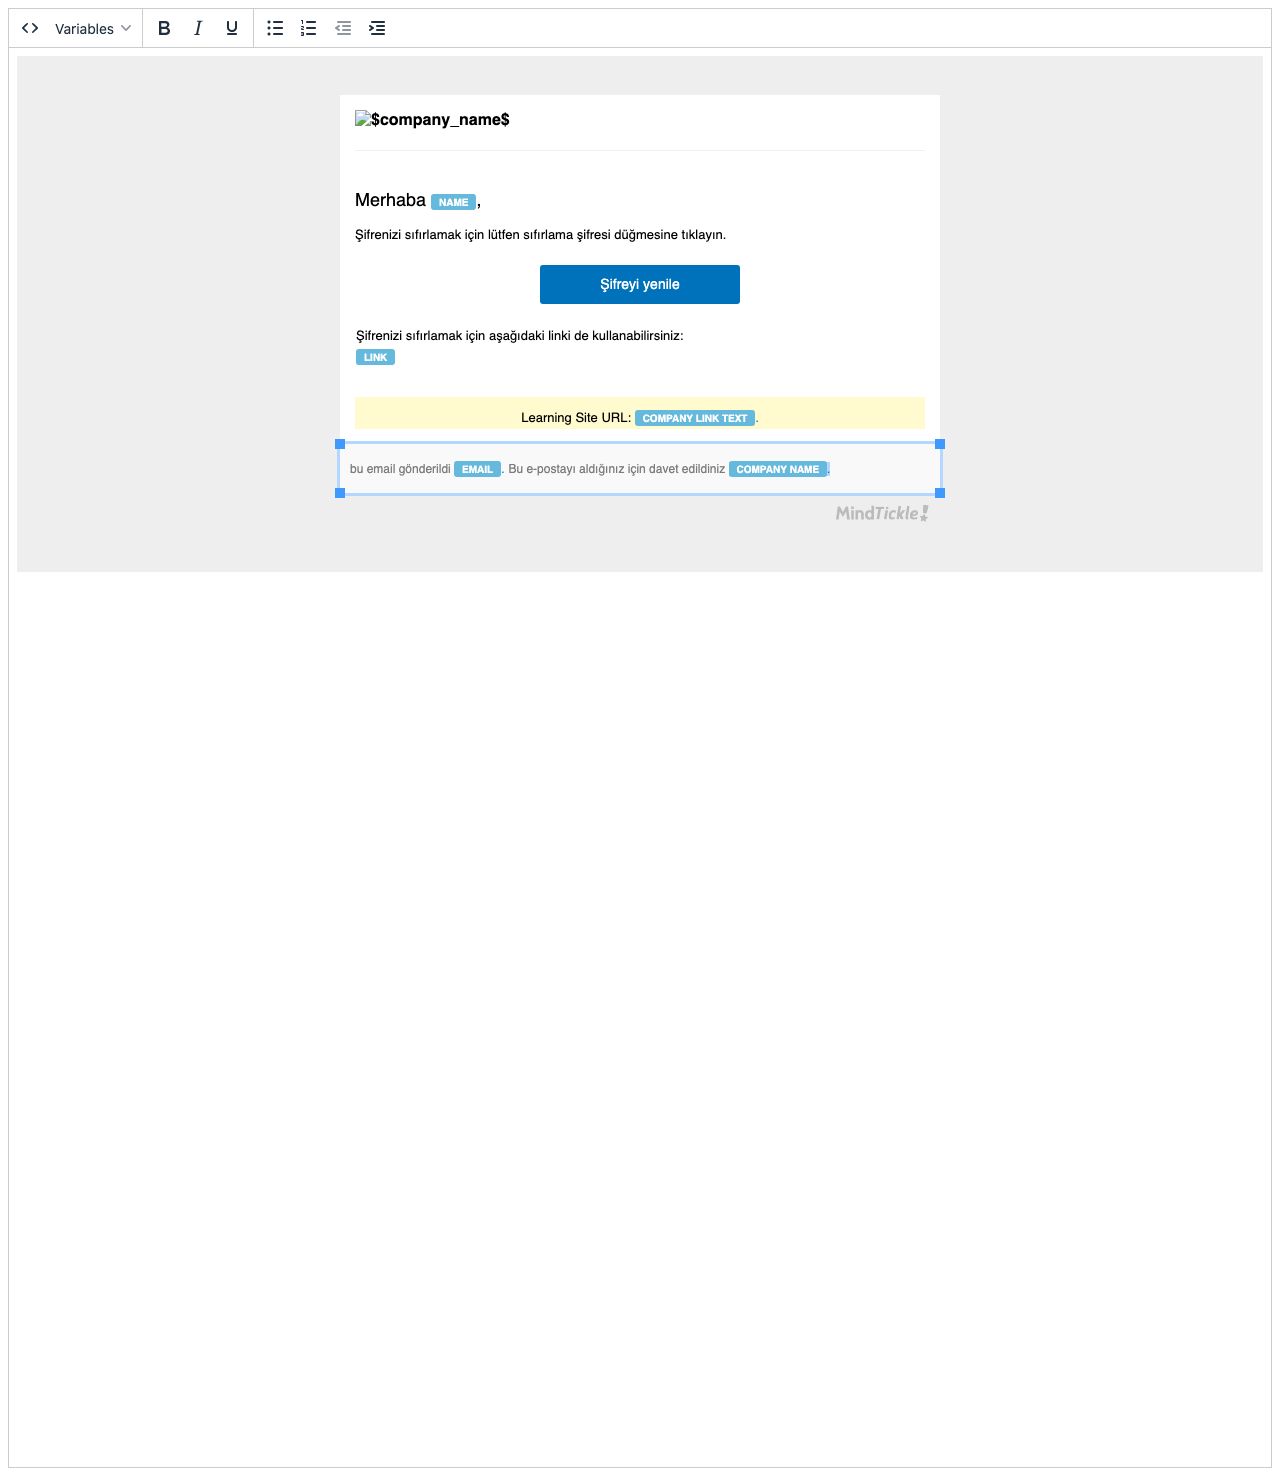 Variables
$company_name$
Merhaba NAME,
Şifrenizi sıfırlamak için lütfen sıfırlama şifresi düğmesine tıklayın.
Şifreyi yenile
Şifrenizi sıfırlamak için aşağıdaki linki de kullanabilirsiniz:
LINK
Learning Site URL: COMPANY LINK TEXT.
bu email gönderildi EMAIL. Bu e-postayı aldığınız için davet edildiniz COMPANY NAME.
MindTickle!